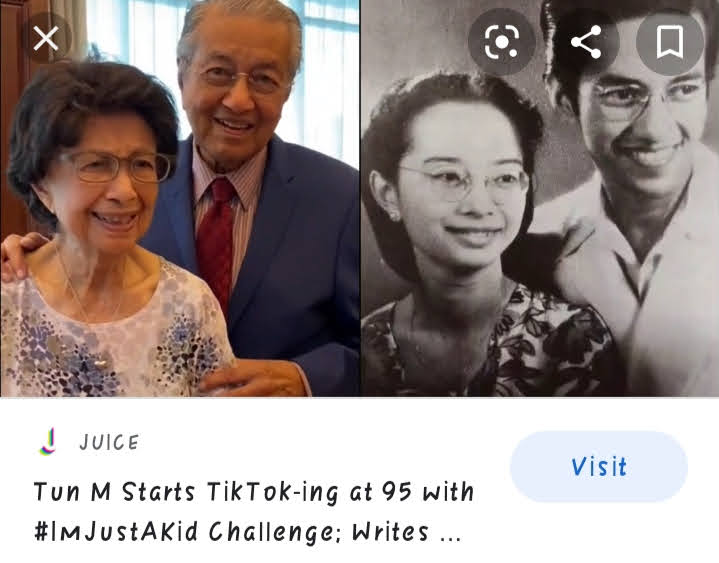 JUICE
Visit
Tun M Starts TikTok-ing at 95 with
#ImJustAKid Challenge; Writes ...